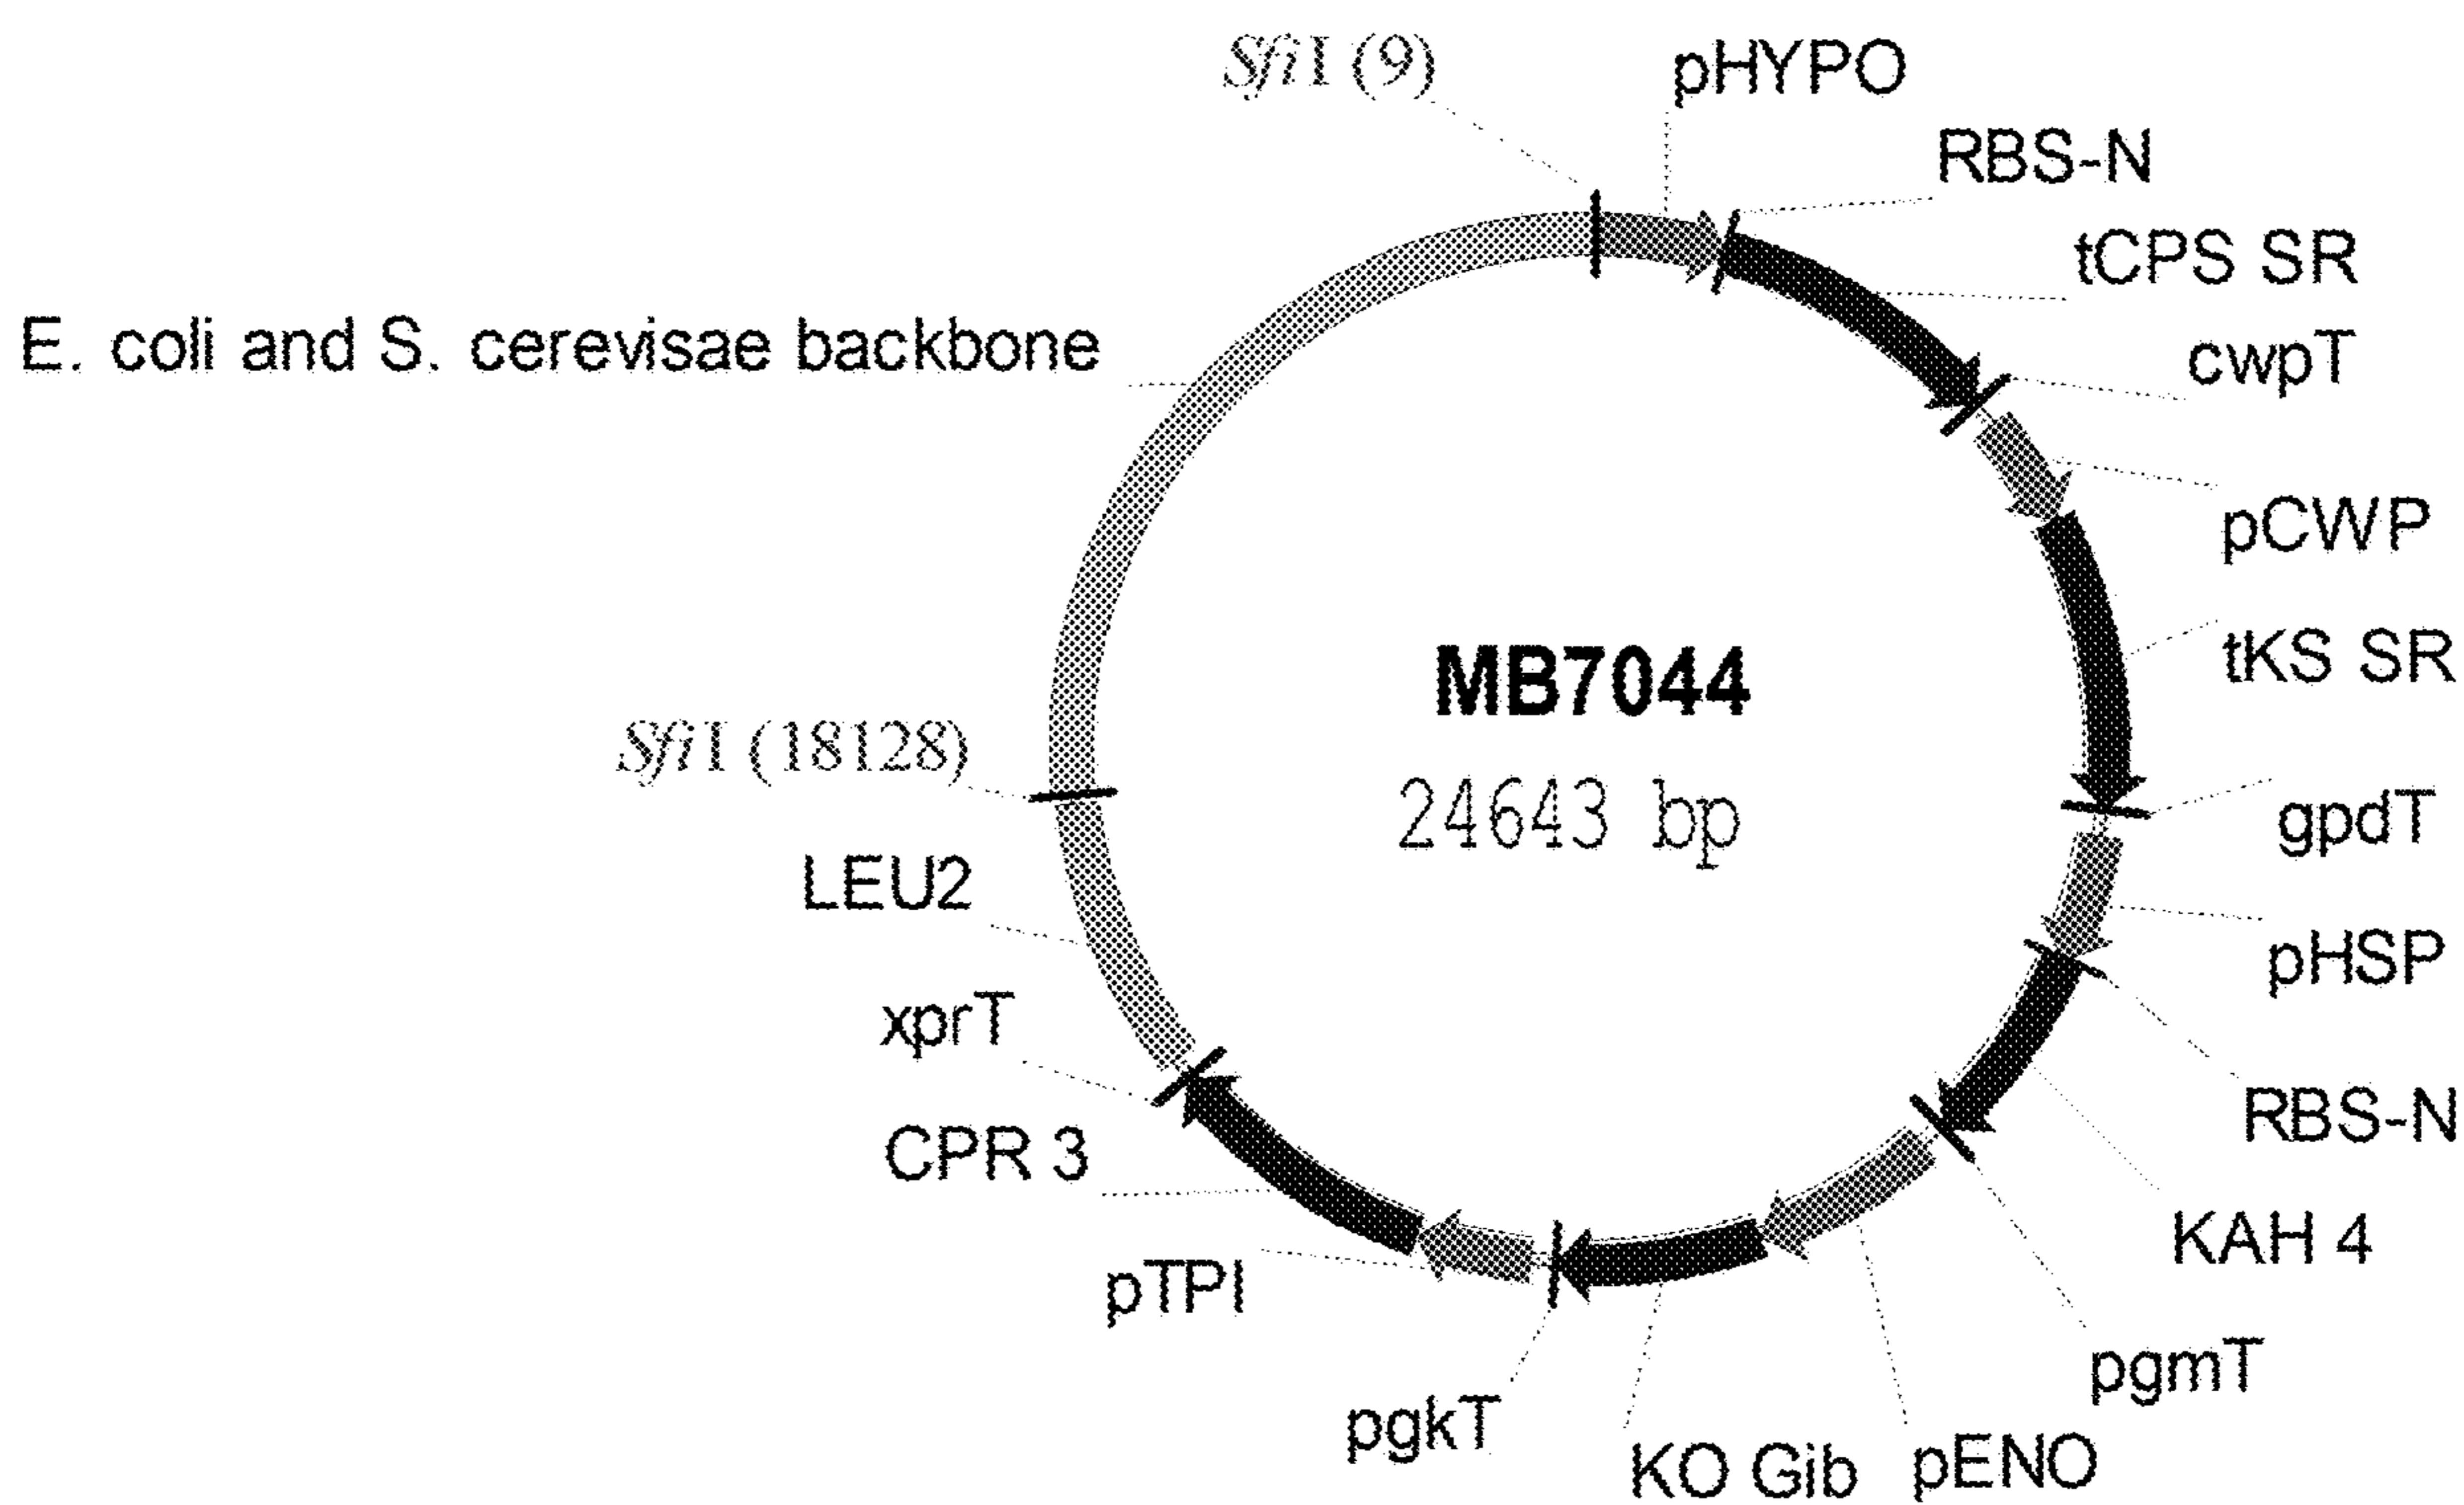 SfiI (9)
pHYPO
RBS-N
tCPS SR
cwpT
E. coli and S. cerevisae backbone
pCWP
tKS SR
MB7044
24643 bp
SfiI (18128)
gpdT
LEU2
pHSP
xprT
RBS-N
CPR 3
KAH 4
pTPI
pgmT
pgkT
KO Gib
pENO